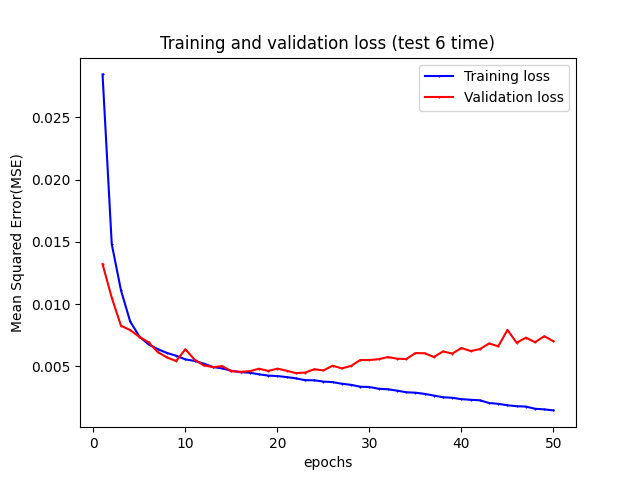 Training and validation loss (test 6 time)
Training loss
Validation loss
Mean Squared Error(MSE)
0.025
0.020
0.015
0.010
0.005
0 10 20 30 40 50
epochs